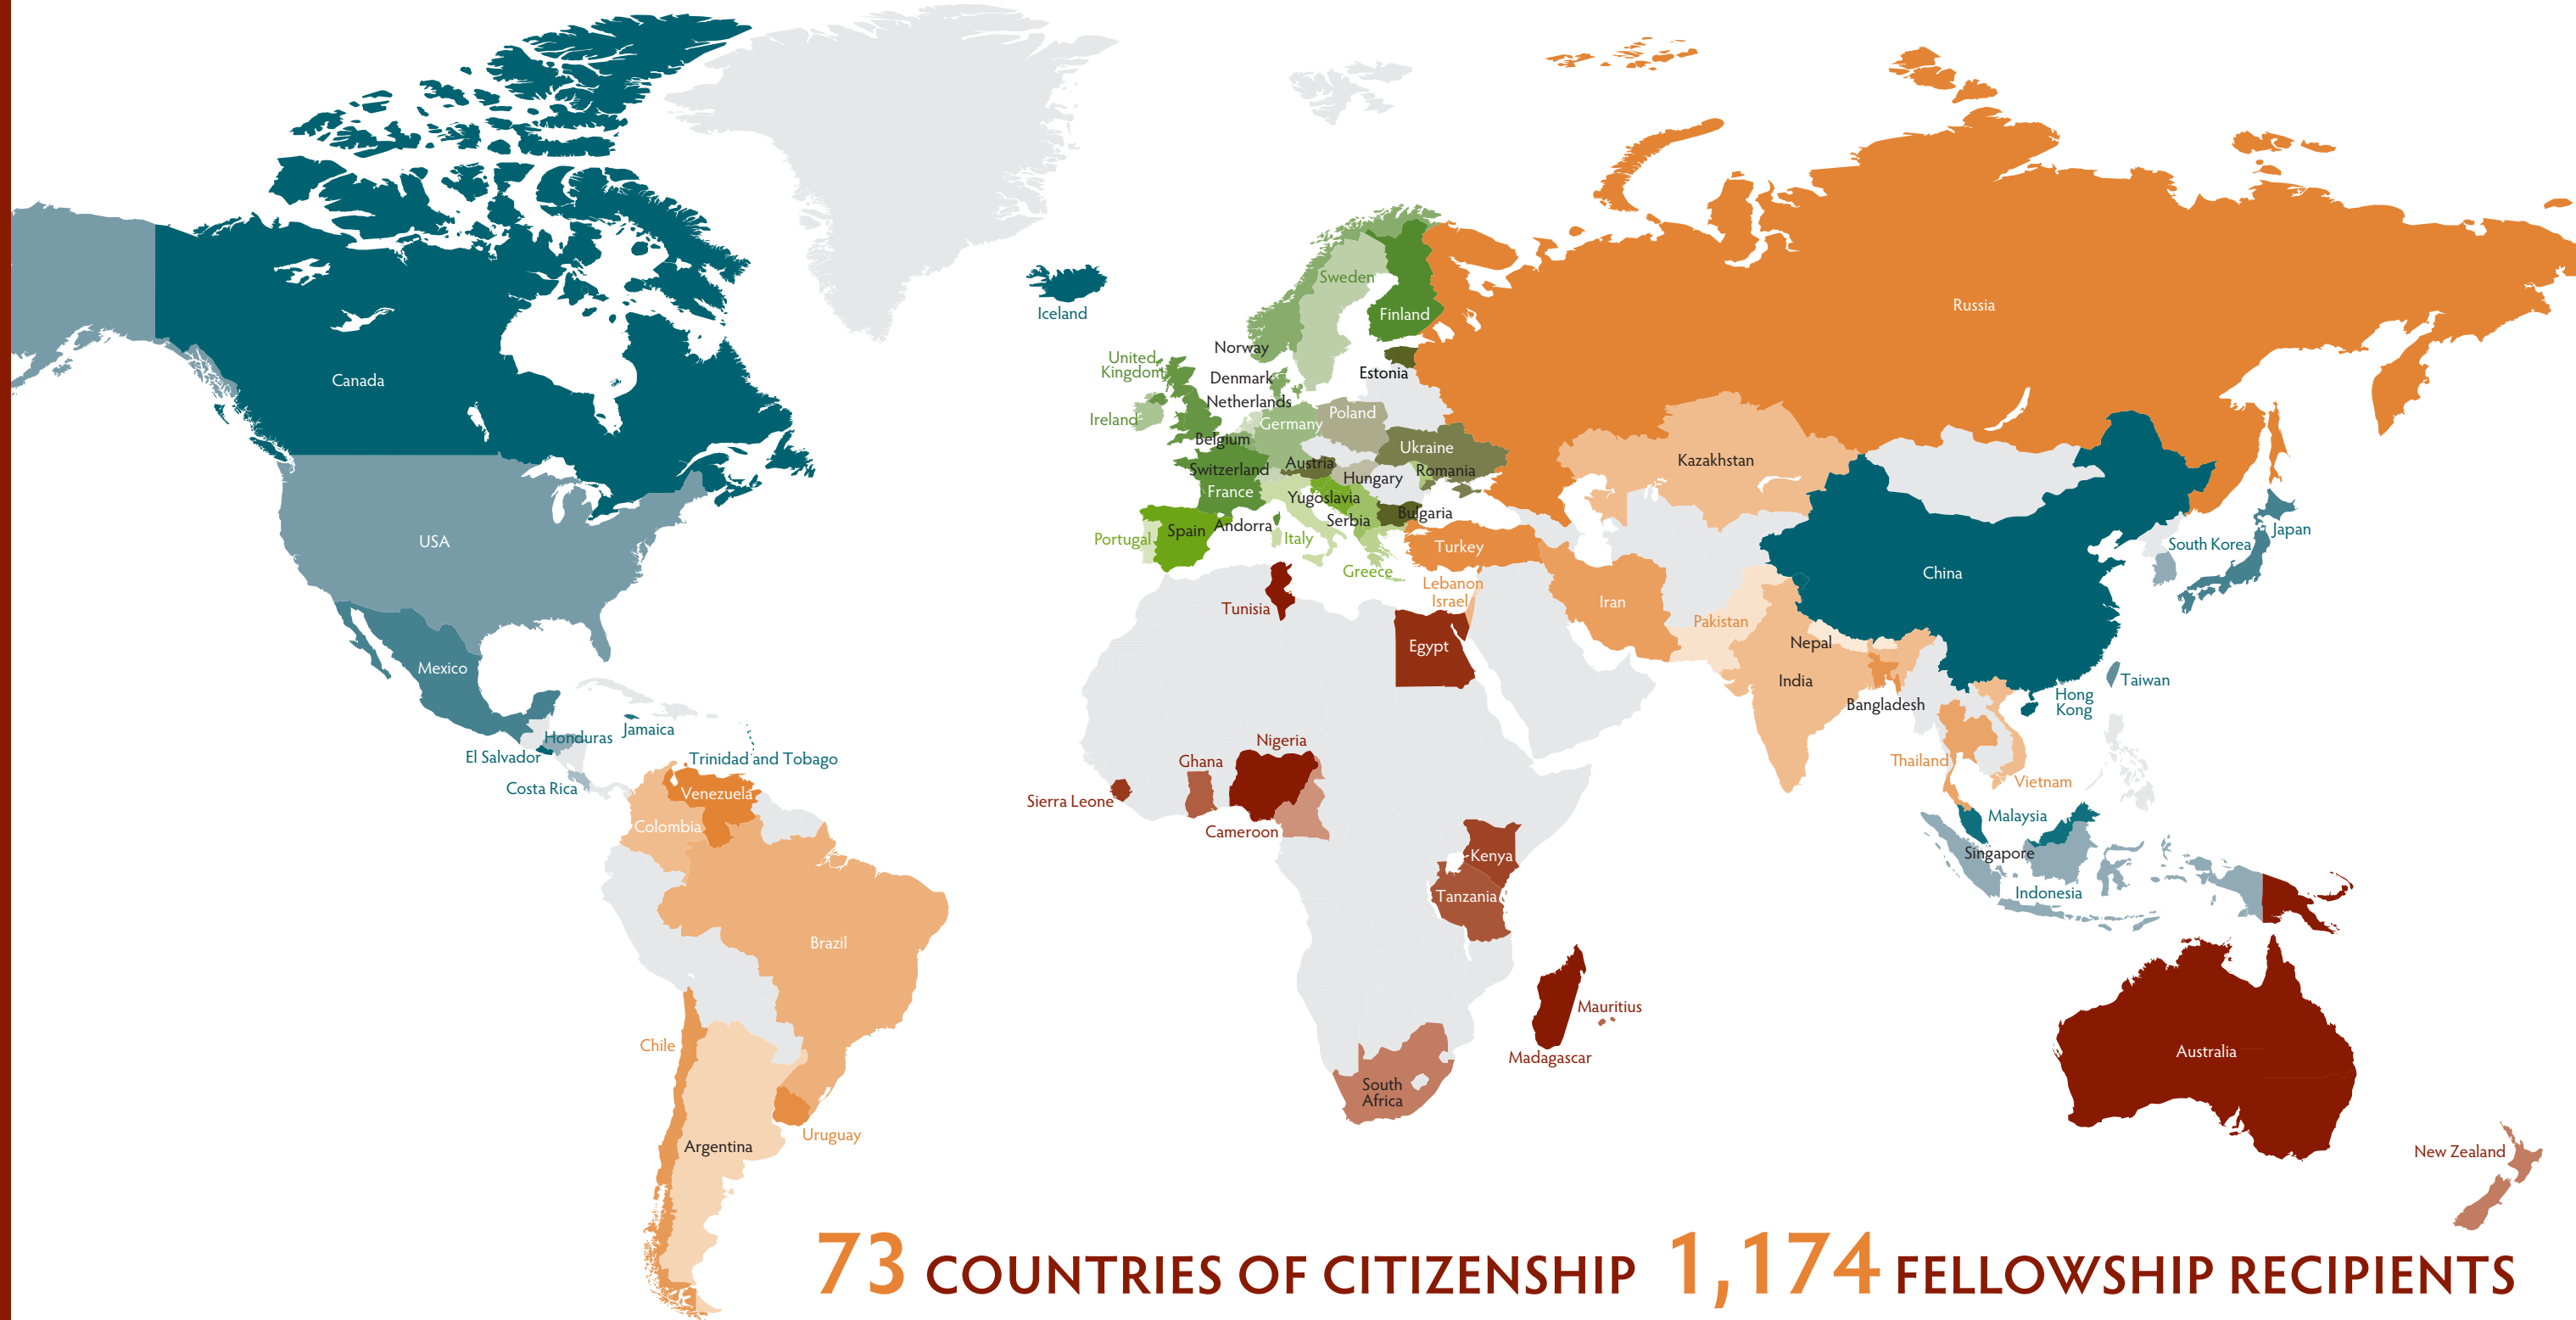 Iceland
Sweden
Finland
Russia
Norway
United
Kingdom
Estonia
Denmark
Canada
Netherlands
Poland
Ireland
Germany
Belgium
Ukraine
Austria
Kazakhstan
Switzerland
Romania
Hungary
France
Yugoslavia
Bulgaria
Serbia
Andorra
Spain
Japan
Portugal
Italy
USA
South Korea
Turkey
Greece
China
Lebanon
Israel
Iran
Tunisia
Pakistan
Egypt
Nepal
Mexico
Taiwan
India
Hong
Kong
Bangladesh
Jamaica
Honduras
Nigeria
El Salvador
Trinidad and Tobago
Ghana
Thailand
Vietnam
Costa Rica
Venezuela
Sierra Leone
Malaysia
Colombia
Cameroon
Singapore
Kenya
Indonesia
Tanzania
Brazil
Mauritius
Chile
Madagascar
Australia
South
Africa
Uruguay
Argentina
New Zealand
73 COUNTRIES OF CITIZENSHIP 1,174 FELLOWSHIP RECIPIENTS